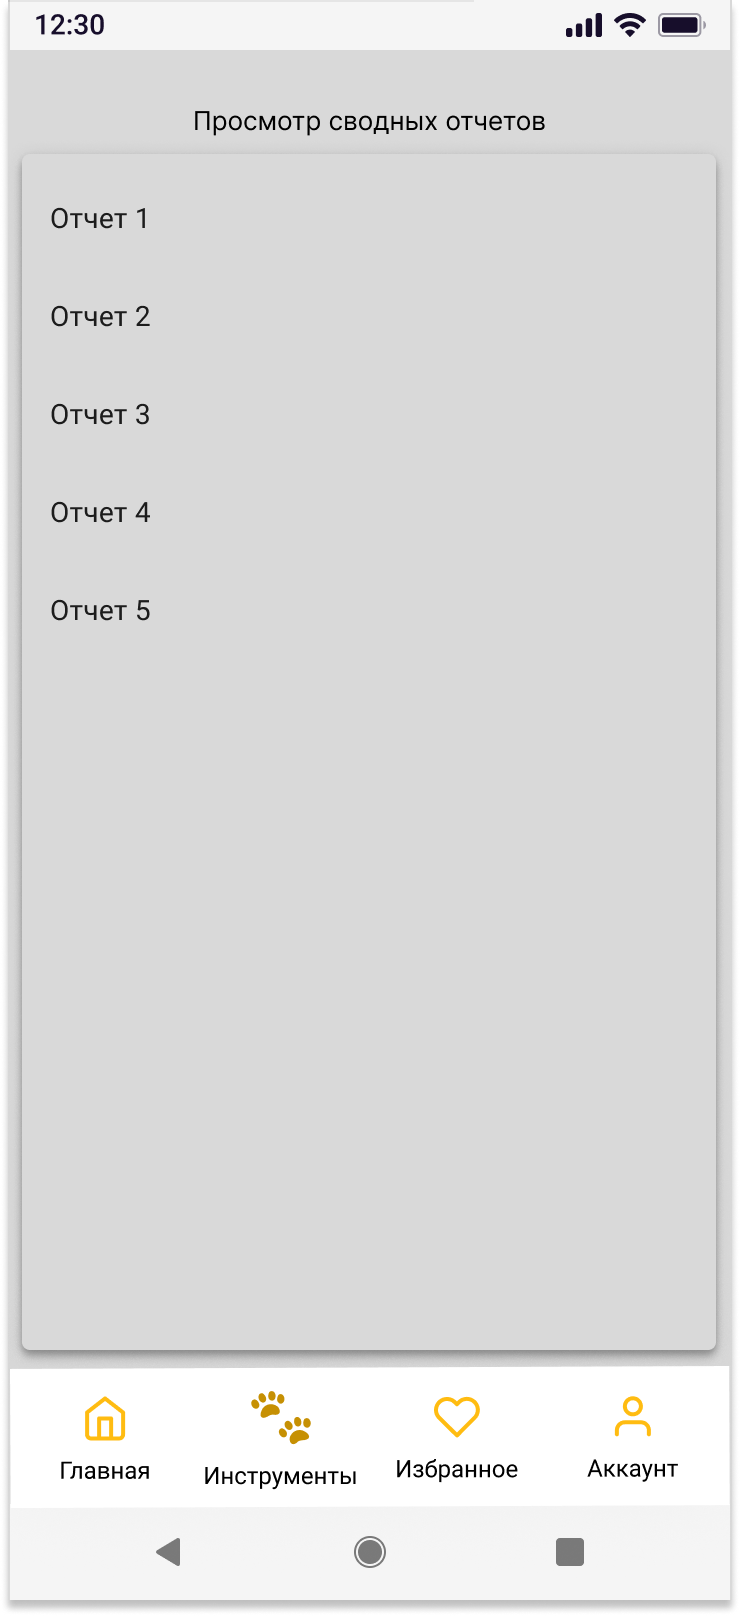 12:30
Просмотр сводных отчетов
Отчет 1
Отчет 2
Отчет 3
Отчет 4
Отчет 5
Главная
Инструменты
Избранное
Аккаунт